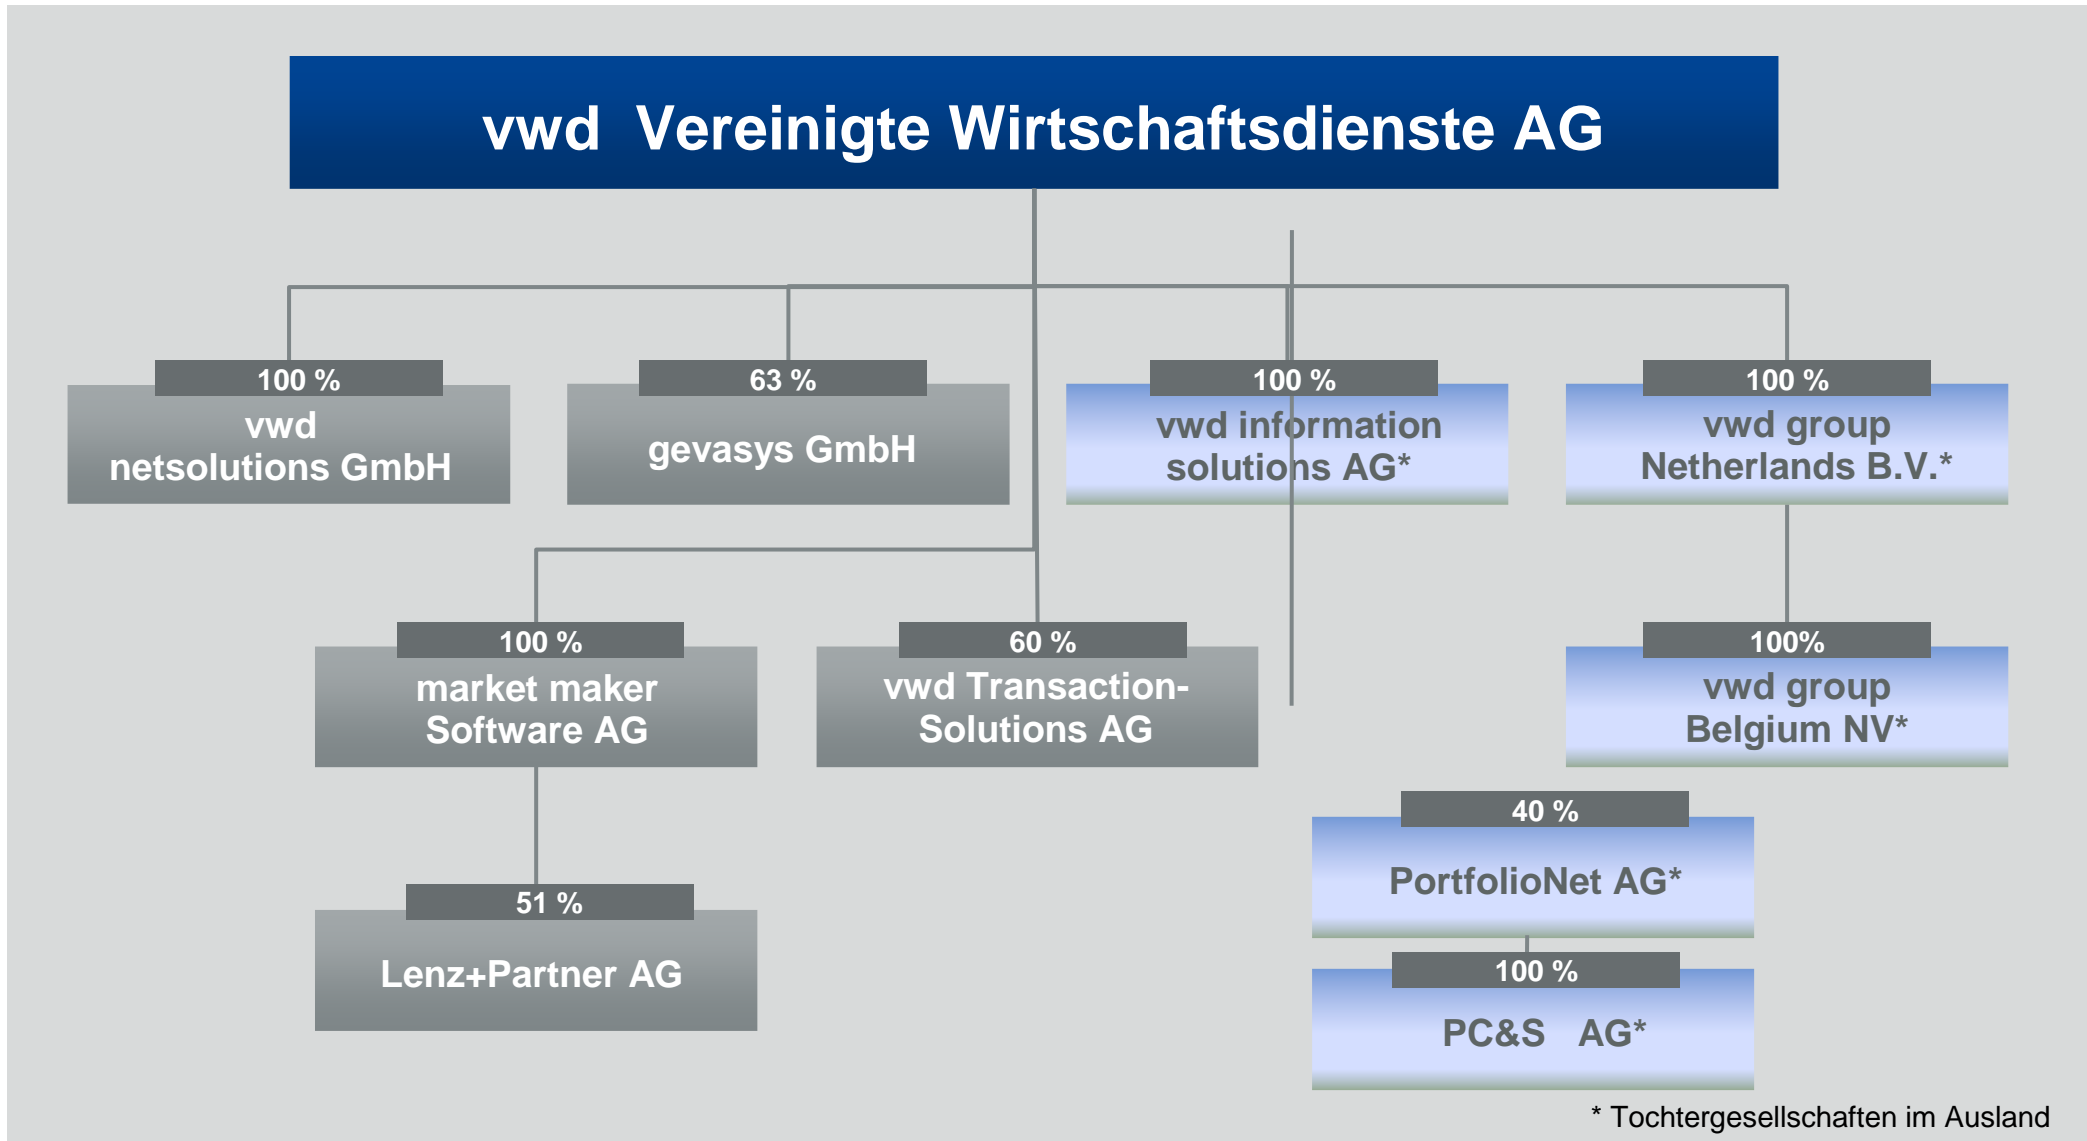 vwd Vereinigte Wirtschaftsdienste AG
100 %
vwd
netsolutions GmbH
63 %
gevasys GmbH
100 %
vwd information
solutions AG*
100 %
vwd group
Netherlands B.V.*
100 %
market maker
Software AG
60 %
vwd Transaction-
Solutions AG
100%
vwd group
Belgium NV*
40 %
PortfolioNet AG*
51 %
Lenz+Partner AG
100 %
PC&S AG*
* Tochtergesellschaften im Ausland